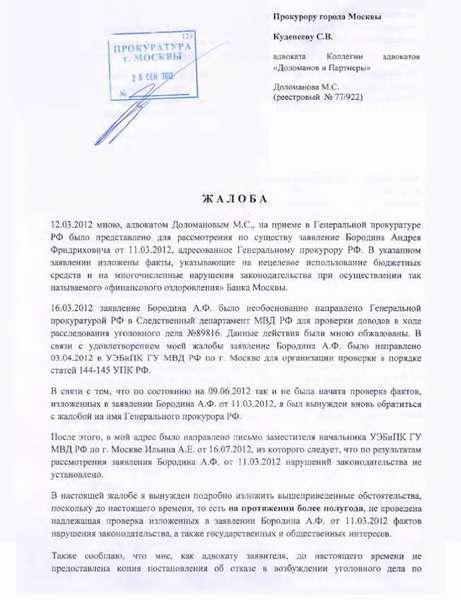 Прокурору города Москвы
Куденееву С.В.
адвоката Коллегии адвокатов
«Доломанов и Партнеры»
Доломанова М.С.
(реестровый № 77/922)
ПРОКУРАТУРА
г. МОСКВЫ
СЕН
№
ЖАЛОБА
12.03.2012 мною, адвокатом Доломановым М.С., на приеме в Генеральной прокуратуре
РФ было представлено для рассмотрения по существу заявление Бородина Андрея
Фридриховича от 11.03.2012, адресованное Генеральному прокурору РФ. В указанном
заявлении изложены факты, указывающие на нецелевое использование бюджетных
средств и на многочисленные нарушения законодательства при осуществлении так
называемого «финансового оздоровления» Банка Москвы.
16.03.2012 заявление Бородина А.Ф. было необоснованно направлено Генеральной
прокуратурой РФ в Следственный департамент МВД РФ для проверки доводов в ходе
расследования уголовного дела №89816. Данные действия были мною обжалованы. В
связи с удовлетворением моей жалобы заявление Бородина А.Ф. было направлено
03.04.2012 в УЭБиПК ГУ МВД РФ по г. Москве для организации проверки в порядке
статей 144-145 УПК РФ.
В связи с тем, что по состоянию на 09.06.2012 так и не была начата проверка фактов,
изложенных в заявлении Бородина А.Ф. от 11.03.2012, я был вынужден вновь обратиться
с жалобой на имя Генерального прокурора РФ.
После этого, в мой адрес было направлено письмо заместителя начальника УЭБиПК ГУ
МВД РФ по г. Москве Ильина А.Е. от 16.07.2012, из которого следует, что по результатам
рассмотрения заявления Бородина А.Ф. от 11.03.2012 нарушений законодательства не
установлено.
В настоящей жалобе я вынужден подробно изложить вышеприведенные обстоятельства,
поскольку до настоящего времени, то есть на протяжении более полугода, не проведена
надлежащая проверка изложенных в заявлении Бородина А.Ф. от 11.03.2012 фактов
нарушения законодательства, а также государственных и общественных интересов.
Также сообщаю, что мне, как адвокату заявителя, до настоящего времени не
предоставлена копия постановления об отказе в возбуждении уголовного дела по